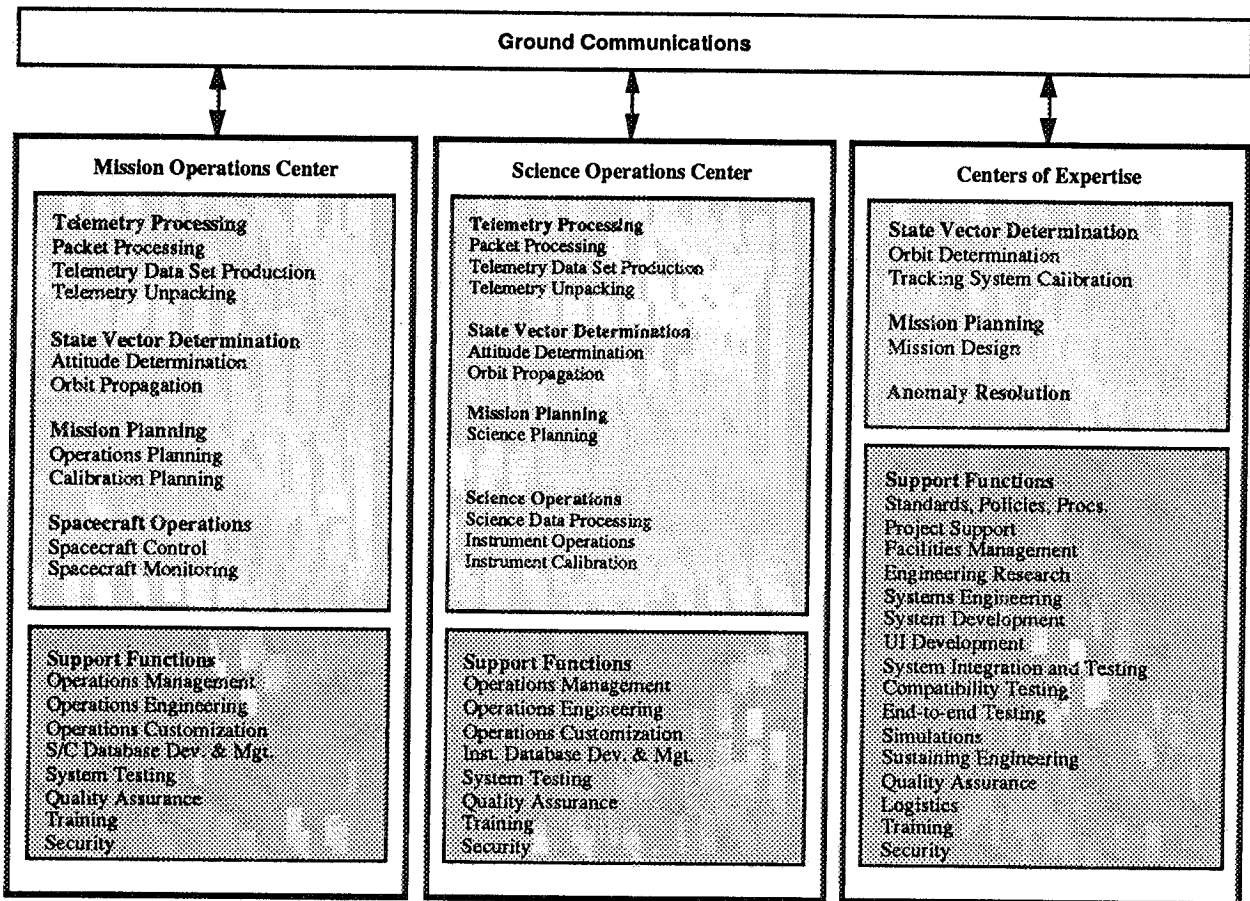 Ground Communications
Mission Operations Center
Telemetry Processing
Packet Processing
Telemetry Data Set Production
Telemetry Unpacking
State Vector Determination
Attitude Determination
Orbit Propagation
Mission Planning
Operations Planning
Calibration Planning
Spacecraft Operations
Spacecraft Control
Spacecraft Monitoring
Support Functions
Operations Management
Operations Engineering
Operations Customization
S/C Database Dev. & Mgt.
System Testing
Quality Assurance
Training
Security
Science Operations Center
Telemetry Processing
Packet Processing
Telemetry Data Set Production
Telemetry Unpacking
State Vector Determination
Attitude Determination
Orbit Propagation
Mission Planning
Science Planning
Science Operations
Science Data Processing
Instrument Operations
Instrument Calibration
Support Functions
Operations Management
Operations Engineering
Operations Customization
Inst. Database Dev. & Mgt.
System Testing
Quality Assurance
Training
Security
Centers of Expertise
State Vector Determination
Orbit Determination
Tracking System Calibration
Mission Planning
Mission Design
Anomaly Resolution
Support Functions
Standards, Policies, Procs.
Project Support
Facilities Management
Engineering Research
Systems Engineering
System Development
UI Development
System Integration and Testing
Compatibility Testing
End-to-end Testing
Simulations
Sustaining Engineering
Quality Assurance
Logistics
Training
Security